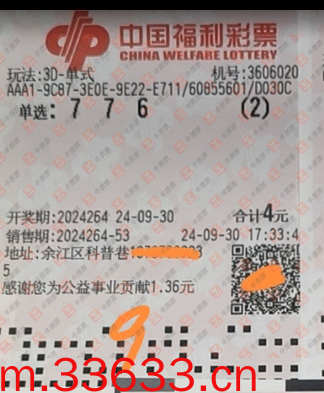 中国福利彩票
CHINA WELFARE LOTTERY
玩法:3D-单式 机号:3606020
AAA1-9C87-3E0E-9E22-E711/60855601/D030C
单选: 7 7 6 (2)
开奖期:2024264 24-09-30 合计4元
销售期:2024264-53 24-09-30 17:33:4
地址:余江区科普巷
5
感谢您为公益事业贡献1.36元
9
m.33633.cn